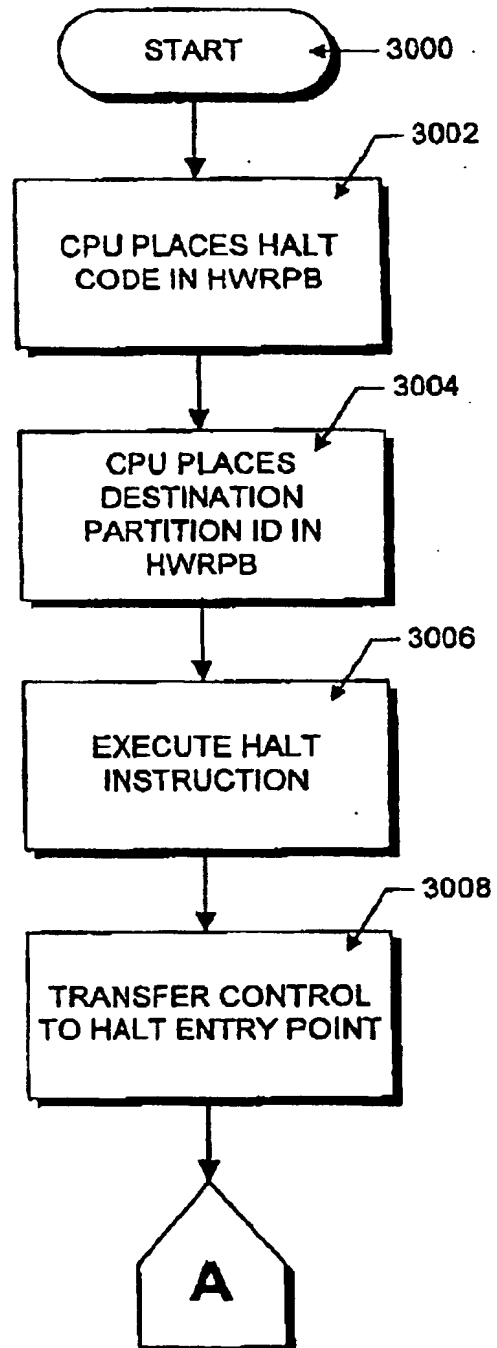 START
3000
3002
CPU PLACES HALT
CODE IN HWRPB
3004
CPU PLACES
DESTINATION
PARTITION ID IN
HWRPB
3006
EXECUTE HALT
INSTRUCTION
3008
TRANSFER CONTROL
TO HALT ENTRY POINT
A